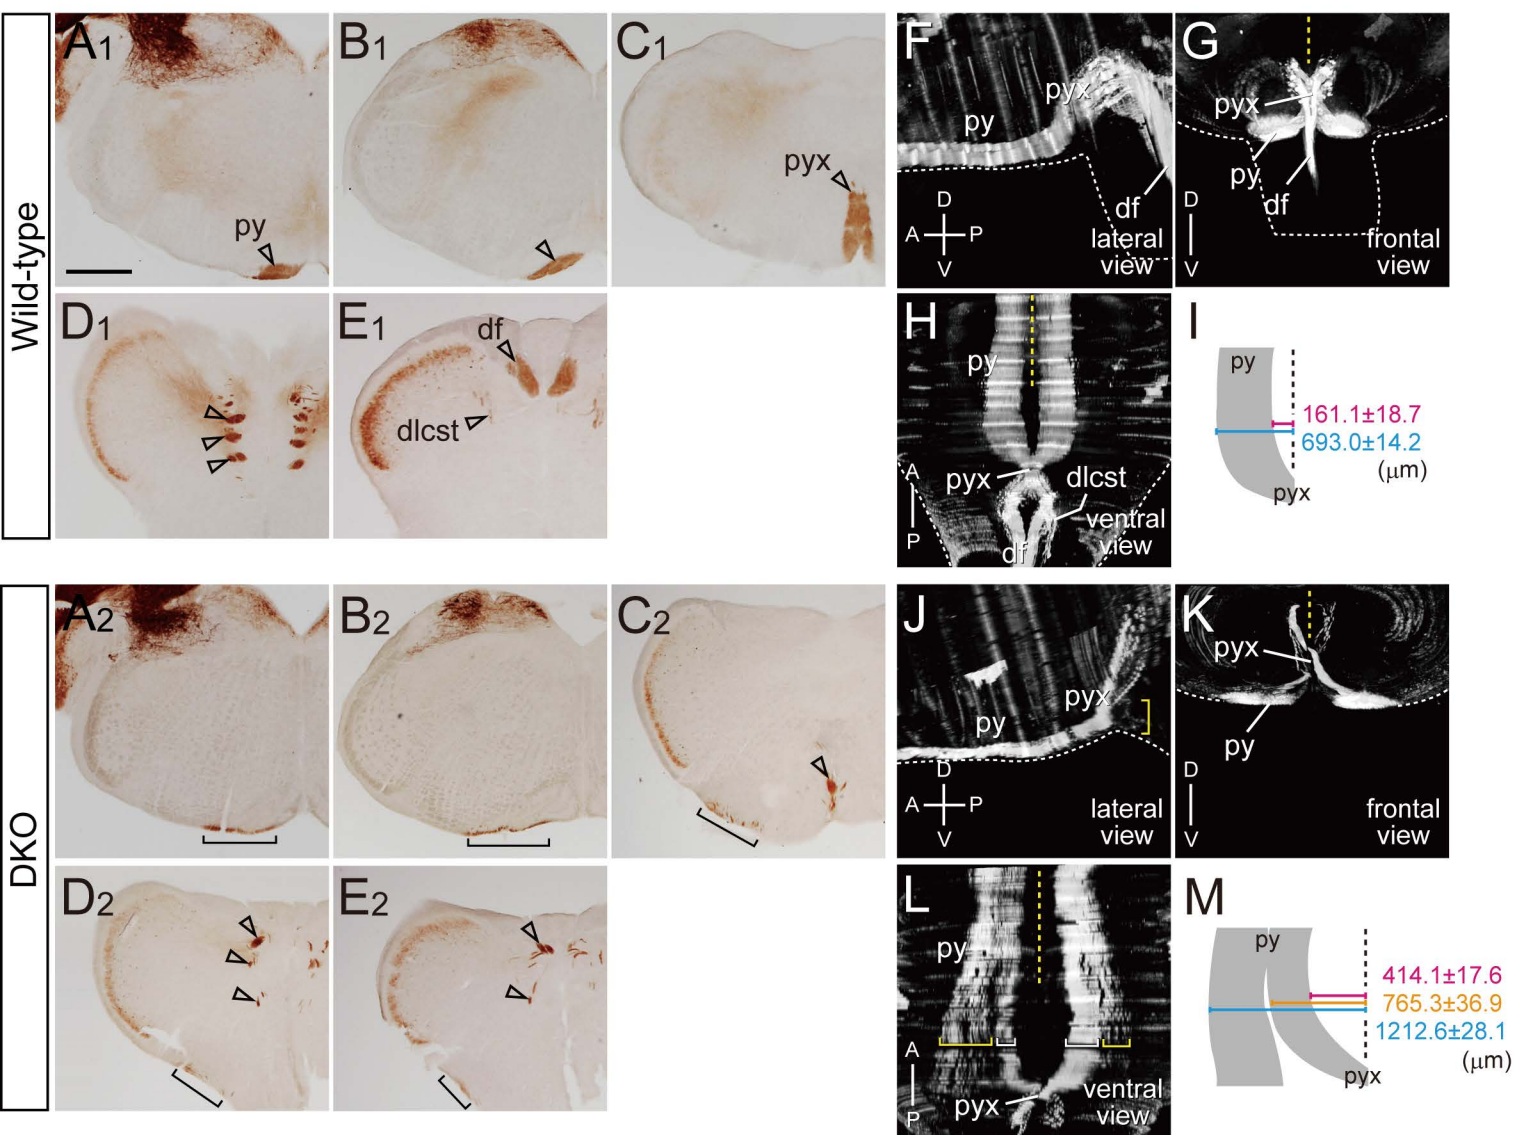 Wild-type
A1
py
B1
C1
pyx
D1
E1
df
dlcst
F
py
pyx
df
D
A P
V
lateral
view
G
pyx
py
df
D
V
frontal
view
H
py
pyx
dlcst
df
A
P
ventral
view
I
py
161.1±18.7
693.0±14.2
(μm)
pyx
DKO
A2
B2
C2
D2
E2
J
py
pyx
D
A P
V
lateral
view
K
pyx
py
D
V
frontal
view
L
py
pyx
A
P
ventral
view
M
py
414.1±17.6
765.3±36.9
1212.6±28.1
(μm)
pyx